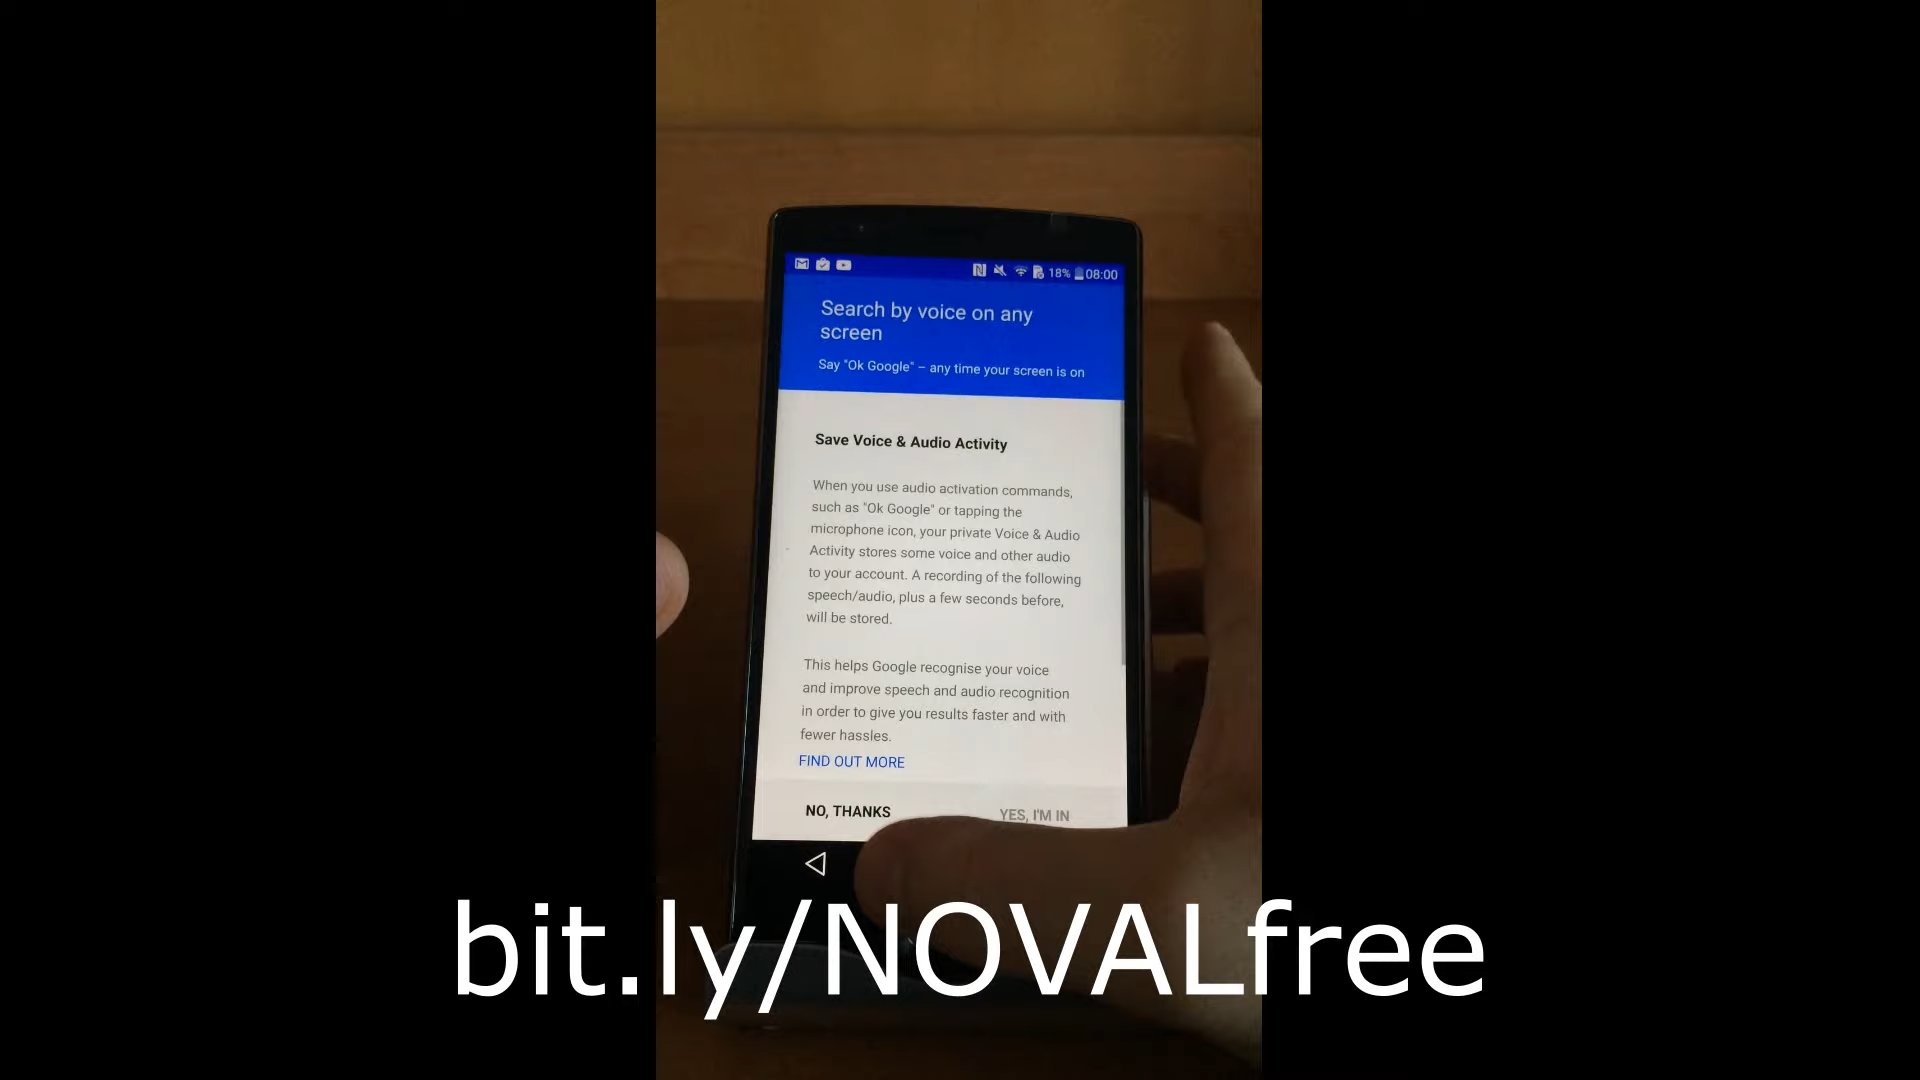 18% 08:00
Search by voice on any
screen
Say "Ok Google" – any time your screen is on
Save Voice & Audio Activity
When you use audio activation commands,
such as "Ok Google" or tapping the
microphone icon, your private Voice & Audio
Activity stores some voice and other audio
to your account. A recording of the following
speech/audio, plus a few seconds before,
will be stored.
This helps Google recognise your voice
and improve speech and audio recognition
in order to give you results faster and with
fewer hassles.
FIND OUT MORE
NO, THANKS
YES, I'M IN
bit.ly/NOVALfree